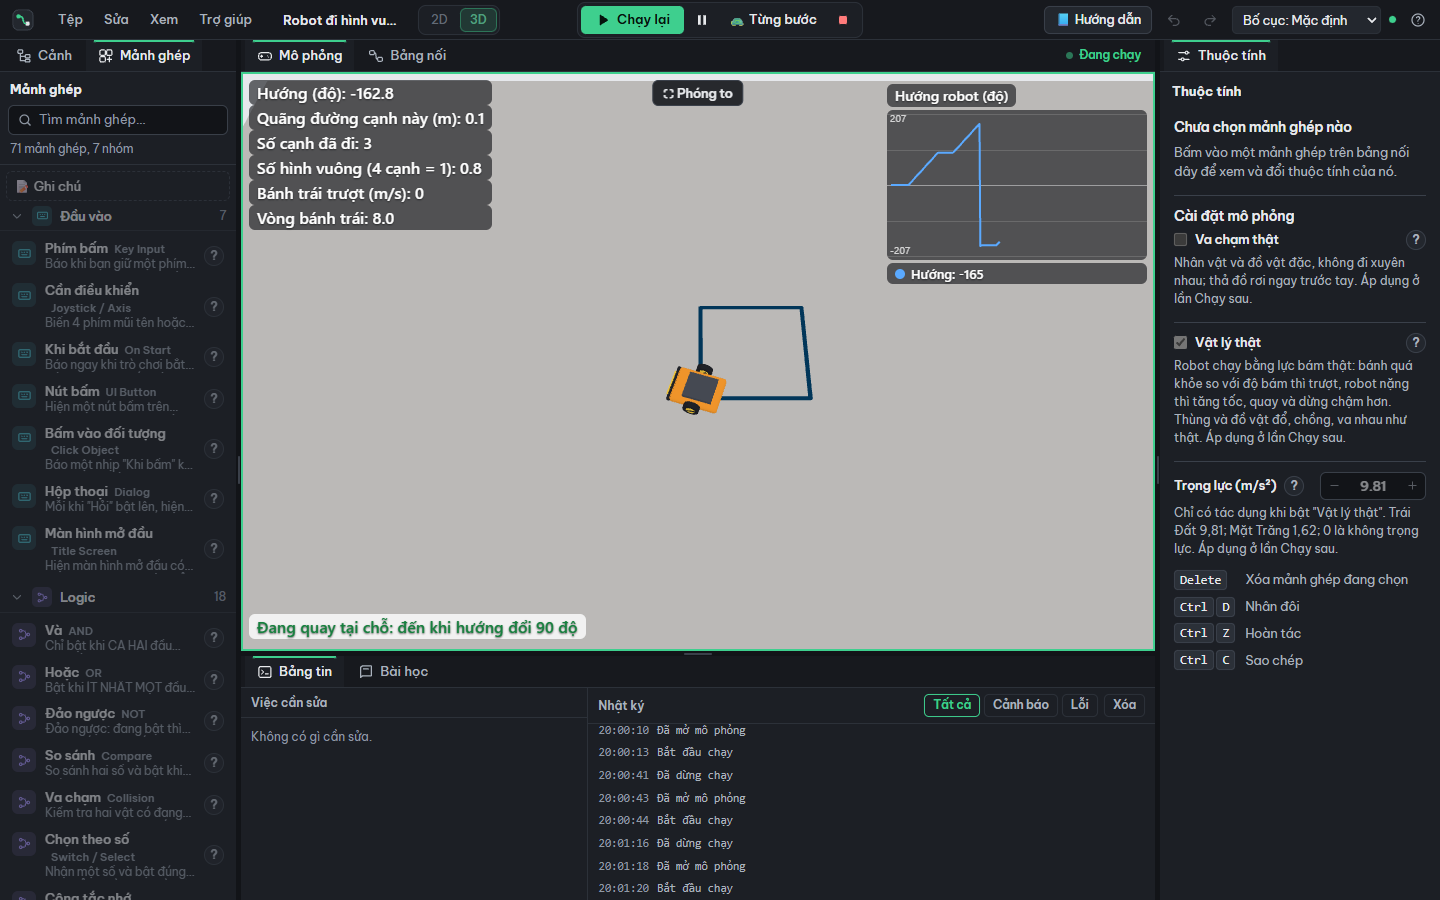 Tệp Sửa Xem Trợ giúp Robot đi hình vu... 2D 3D Chạy lại Từng bước Hướng dẫn Bố cục: Mặc định
Cảnh Mảnh ghép
Mảnh ghép
Tìm mảnh ghép...
71 mảnh ghép, 7 nhóm
Ghi chú
Đầu vào 7
Phím bấm Key Input
Báo khi bạn giữ một phím...
Cần điều khiển
Joystick / Axis
Biến 4 phím mũi tên hoặc...
Khi bắt đầu On Start
Báo ngay khi trò chơi bắt...
Nút bấm UI Button
Hiện một nút bấm trên...
Bấm vào đối tượng
Click Object
Báo một nhịp "Khi bấm" k...
Hộp thoại Dialog
Mỗi khi "Hỏi" bật lên, hiện...
Màn hình mở đầu
Title Screen
Hiện màn hình mở đầu có...
Logic 18
Và AND
Chỉ bật khi CẢ HAI đầu...
Hoặc OR
Bật khi ÍT NHẤT MỘT đầu...
Đảo ngược NOT
Đảo ngược: đang bật thì...
So sánh Compare
So sánh hai số và bật khi...
Va chạm Collision
Kiểm tra hai vật có đang...
Chọn theo số
Switch / Select
Nhận một số và bật đúng...
Công tắc nhớ
Mô phỏng Bảng nối Đang chạy
Hướng (độ): -162.8
Quãng đường cạnh này (m): 0.1
Số cạnh đã đi: 3
Số hình vuông (4 cạnh = 1): 0.8
Bánh trái trượt (m/s): 0
Vòng bánh trái: 8.0
Phóng to
Hướng robot (độ)
207
-207
Hướng: -165
Đang quay tại chỗ: đến khi hướng đổi 90 độ
Bảng tin Bài học
Việc cần sửa
Không có gì cần sửa.
Nhật ký Tất cả Cảnh báo Lỗi Xóa
20:00:10 Đã mở mô phỏng
20:00:13 Bắt đầu chạy
20:00:41 Đã dừng chạy
20:00:43 Đã mở mô phỏng
20:00:44 Bắt đầu chạy
20:01:16 Đã dừng chạy
20:01:18 Đã mở mô phỏng
20:01:20 Bắt đầu chạy
Thuộc tính
Thuộc tính
Chưa chọn mảnh ghép nào
Bấm vào một mảnh ghép trên bảng nối
dây để xem và đổi thuộc tính của nó.
Cài đặt mô phỏng
Va chạm thật ?
Nhân vật và đồ vật đặc, không đi xuyên
nhau; thả đồ rơi ngay trước tay. Áp dụng ở
lần Chạy sau.
Vật lý thật ?
Robot chạy bằng lực bám thật: bánh quá
khỏe so với độ bám thì trượt, robot nặng
thì tăng tốc, quay và dừng chậm hơn.
Thùng và đồ vật đổ, chồng, va nhau như
thật. Áp dụng ở lần Chạy sau.
Trọng lực (m/s²) ? − 9.81 +
Chỉ có tác dụng khi bật "Vật lý thật". Trái
Đất 9,81; Mặt Trăng 1,62; 0 là không trọng
lực. Áp dụng ở lần Chạy sau.
Delete Xóa mảnh ghép đang chọn
Ctrl D Nhân đôi
Ctrl Z Hoàn tác
Ctrl C Sao chép